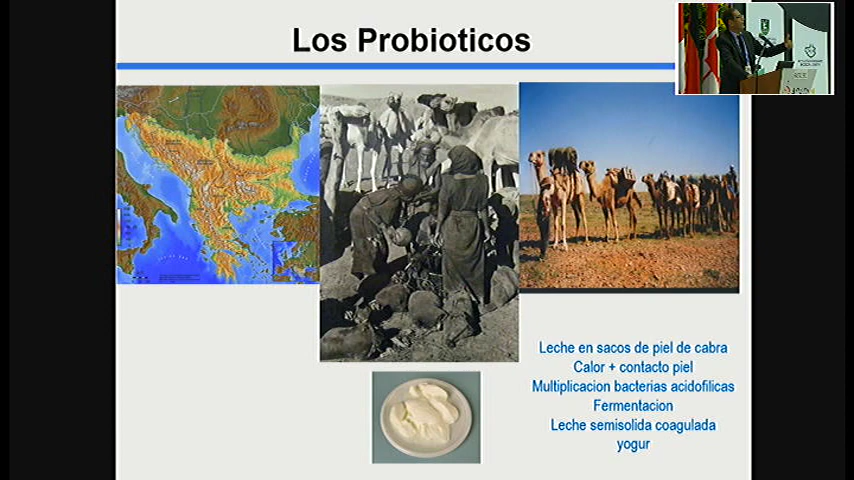 Los Probioticos
Leche en sacos de piel de cabra
Calor + contacto piel
Multiplicacion bacterias acidofilicas
Fermentacion
Leche semisolida coagulada
yogur